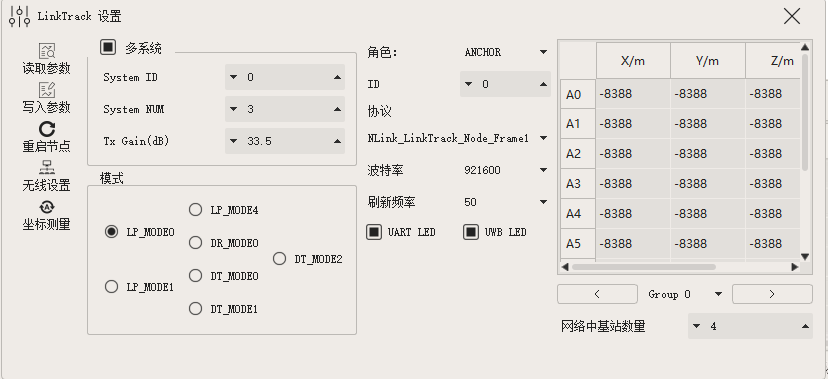 LinkTrack 设置
读取参数
写入参数
重启节点
无线设置
坐标测量
多系统
System ID 0
System NUM 3
Tx Gain(dB) 33.5
模式
LP_MODE4
LP_MODE0
DR_MODE0
DT_MODE2
DT_MODE0
LP_MODE1
DT_MODE1
角色: ANCHOR
ID 0
协议
NLink_LinkTrack_Node_Frame1
波特率 921600
刷新频率 50
UART LED UWB LED
X/m Y/m Z/m
A0 -8388 -8388 -8388
A1 -8388 -8388 -8388
A2 -8388 -8388 -8388
A3 -8388 -8388 -8388
A4 -8388 -8388 -8388
A5 -8388 -8388 -8388
< Group 0 >
网络中基站数量 4